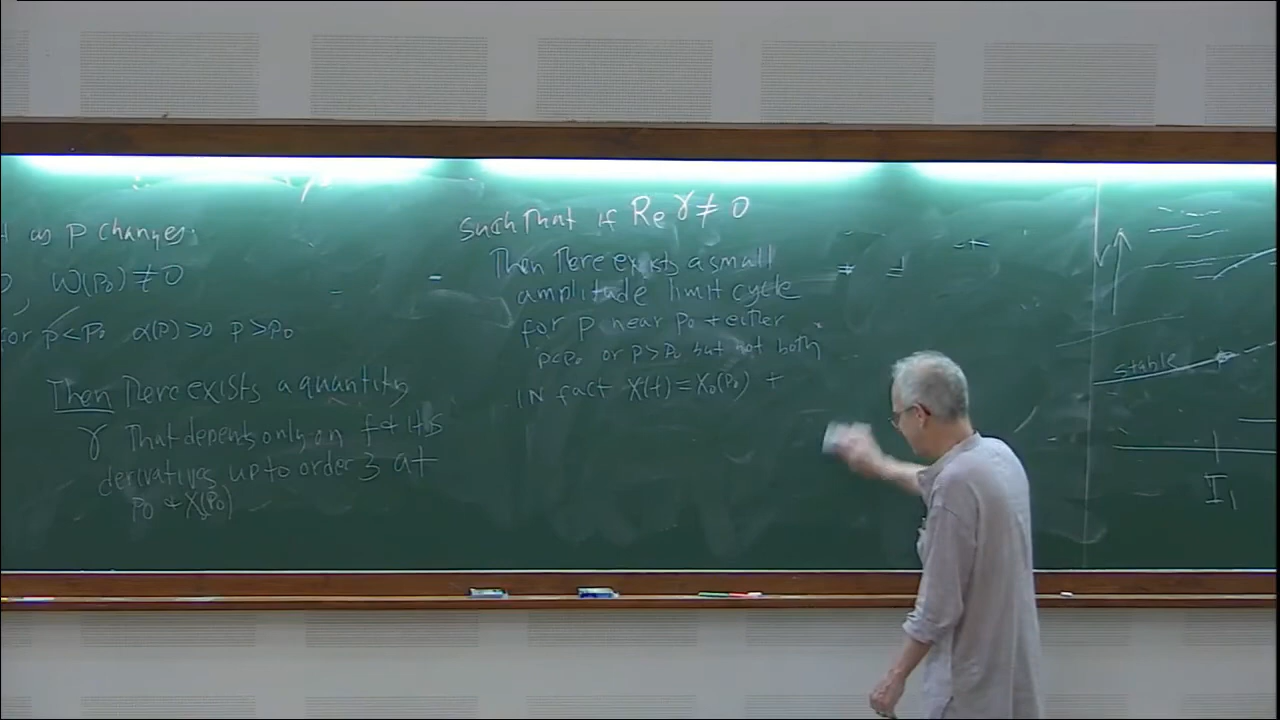 as p changes.
, ω(p₀) ≠ 0
for p<p₀ α(p)>0 p>p₀
Then there exists a quantity
γ That depends only on f & its
derivatives up to order 3 at
p₀ & X(p₀)
such that if Re γ ≠ 0
Then there exists a small
amplitude limit cycle
for p near p₀ & either
p<p₀ or p>p₀ but not both
IN fact X(t) = X₀(p₀) +
stable
I₁